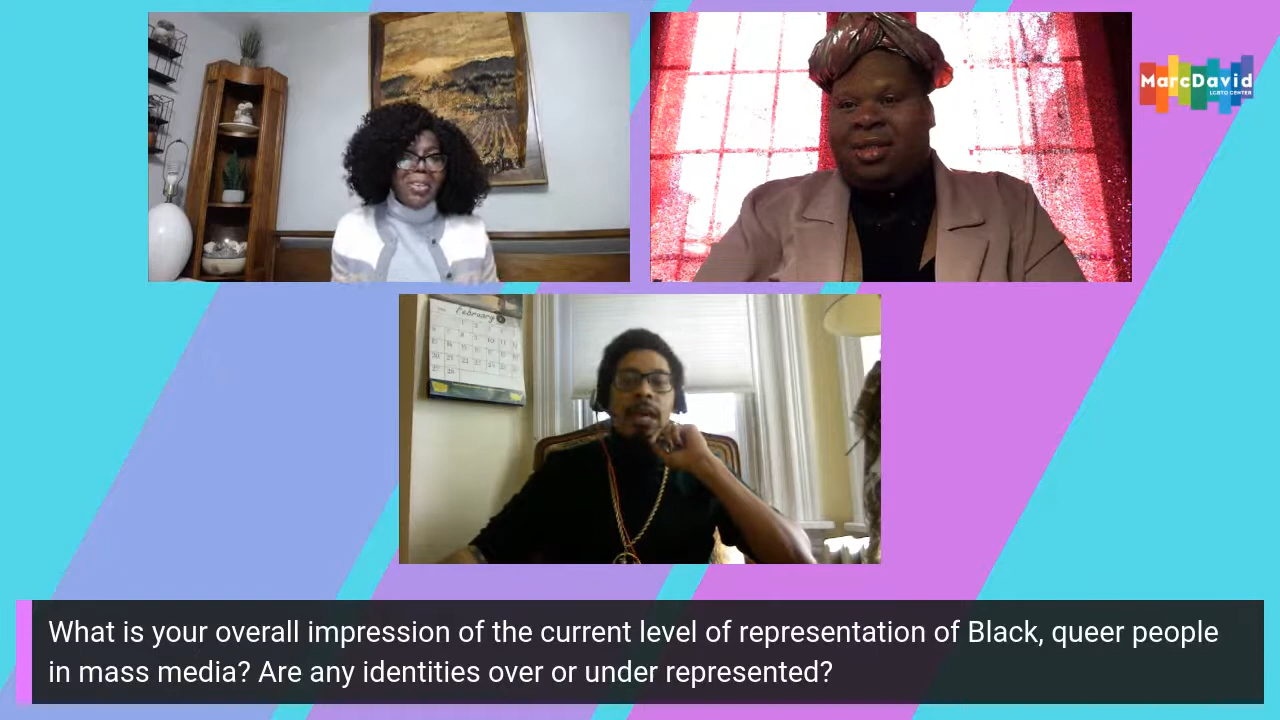 MarcDavid
LGBTQ CENTER
February
What is your overall impression of the current level of representation of Black, queer people
in mass media? Are any identities over or under represented?